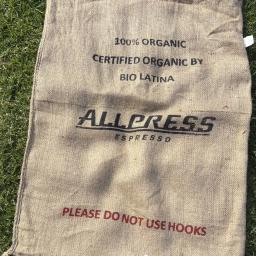 100% ORGANIC
CERTIFIED ORGANIC BY
BIO LATINA
ALLPRESS
ESPRESSO
PLEASE DO NOT USE HOOKS